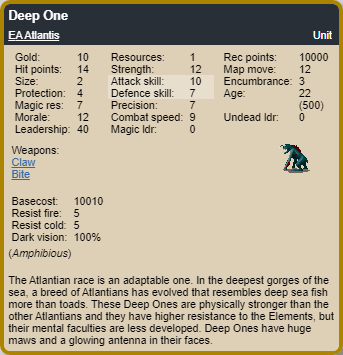 Deep One
EA Atlantis Unit
Gold: 10 Resources: 1 Rec points: 10000
Hit points: 14 Strength: 12 Map move: 12
Size: 2 Attack skill: 10 Encumbrance: 3
Protection: 4 Defence skill: 7 Age: 22
Magic res: 7 Precision: 7 (500)
Morale: 12 Combat speed: 9 Undead ldr: 0
Leadership: 40 Magic ldr: 0
Weapons:
Claw
Bite
Basecost: 10010
Resist fire: 5
Resist cold: 5
Dark vision: 100%
(Amphibious)
The Atlantian race is an adaptable one. In the deepest gorges of the
sea, a breed of Atlantians has evolved that resembles deep sea fish
more than toads. These Deep Ones are physically stronger than the
other Atlantians and they have higher resistance to the Elements, but
their mental faculties are less developed. Deep Ones have huge
maws and a glowing antenna in their faces.